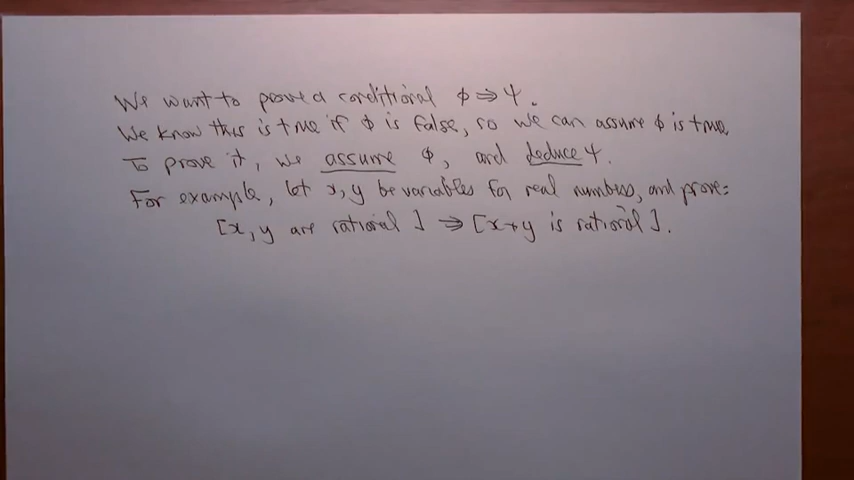 We want to prove a conditional ϕ ⇒ Ψ.
We know this is true if ϕ is false, so we can assume ϕ is true.
To prove it, we assume ϕ, and deduce Ψ.
For example, let x, y be variables for real numbers, and prove:
[x, y are rational] ⇒ [x+y is rational].